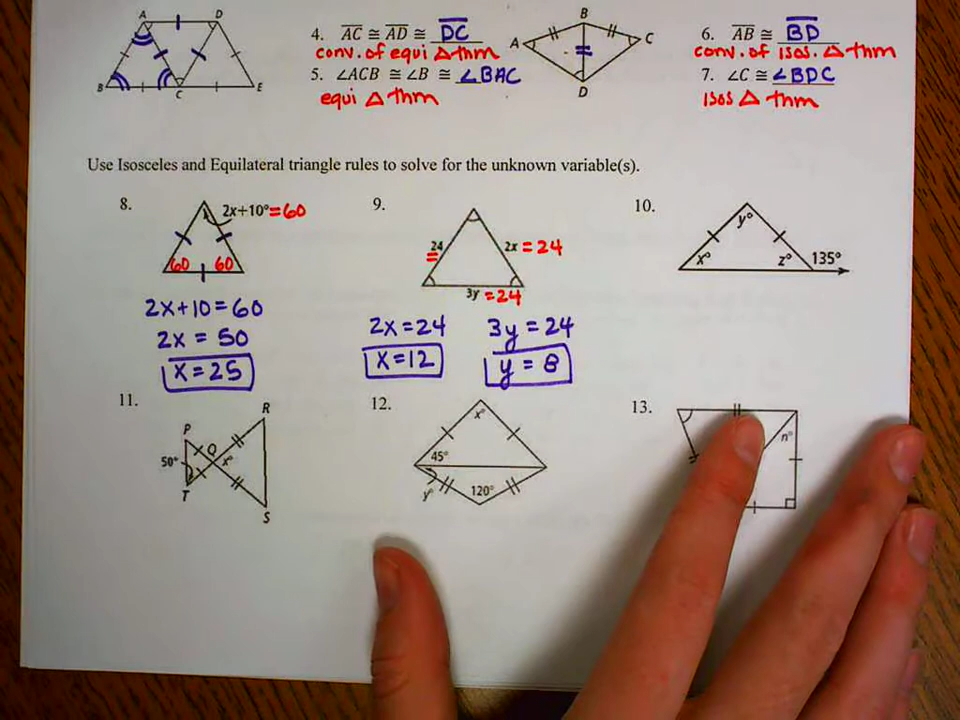 A D
B C E
4. AC ≅ AD ≅ DC
conv. of equi △ thm
5. ∠ACB ≅ ∠B ≅ ∠BAC
equi △ thm
B
A C
D
6. AB ≅ BD
conv. of isos. △ thm
7. ∠C ≅ ∠BDC
isos △ thm
Use Isosceles and Equilateral triangle rules to solve for the unknown variable(s).
8.
2x+10°=60
60 60
2x+10=60
2x = 50
x=25
9.
24 2x =24
3y =24
2x=24 3y=24
x=12 y = 8
10.
y°
x° z° 135°
11.
R
P
Q
50° x°
T
S
12.
x°
45°
y° 120°
13.
n°